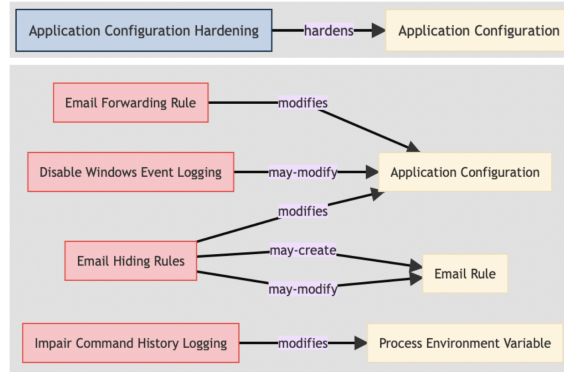 Application Configuration Hardening hardens Application Configuration
Email Forwarding Rule modifies
Disable Windows Event Logging may-modify Application Configuration
modifies
Email Hiding Rules may-create Email Rule
may-modify
Impair Command History Logging modifies Process Environment Variable